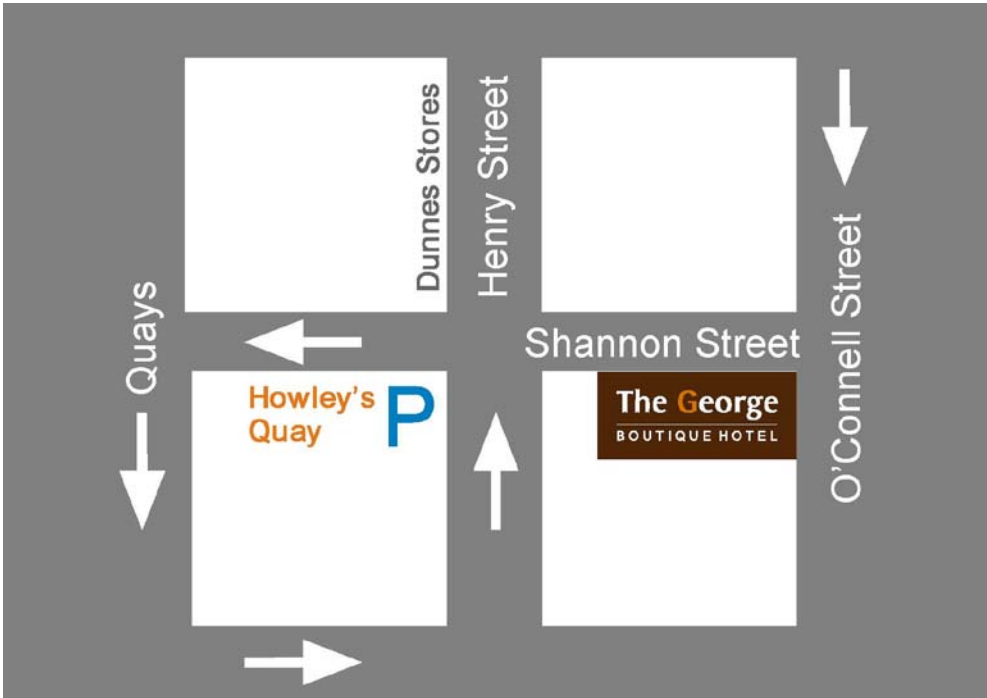 Dunnes Stores
Henry Street
O'Connell Street
Quays
Shannon Street
Howley's
Quay
P
The George
BOUTIQUE HOTEL